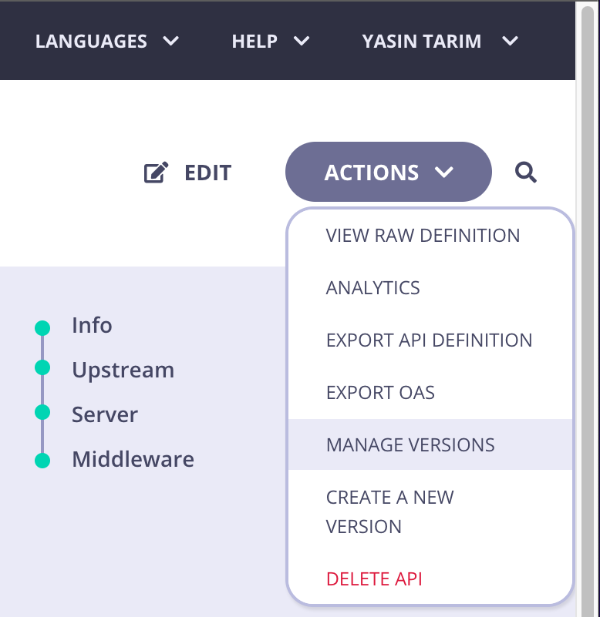 LANGUAGES HELP YASIN TARIM
EDIT ACTIONS
VIEW RAW DEFINITION
ANALYTICS
EXPORT API DEFINITION
EXPORT OAS
MANAGE VERSIONS
CREATE A NEW
VERSION
DELETE API
Info
Upstream
Server
Middleware